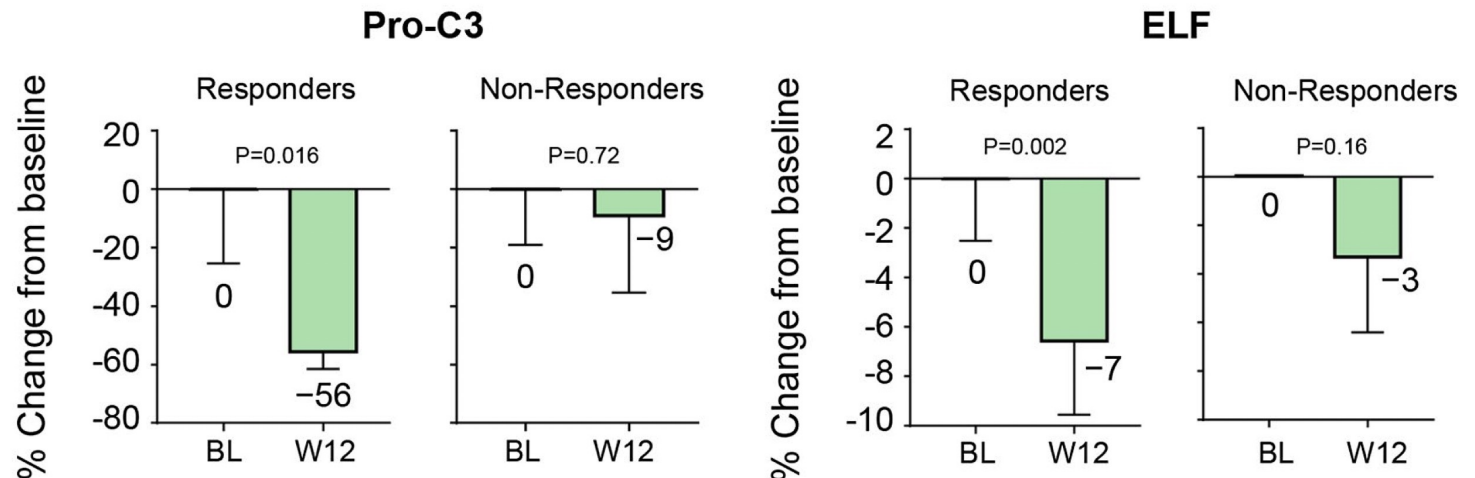 Pro-C3
ELF
% Change from baseline
Responders
Non-Responders
20
0
-20
-40
-60
-80
P=0.016
0
−56
BL
W12
P=0.72
0
−9
BL
W12
% Change from baseline
Responders
Non-Responders
2
0
-2
-4
-6
-8
-10
P=0.002
0
−7
BL
W12
P=0.16
0
−3
BL
W12